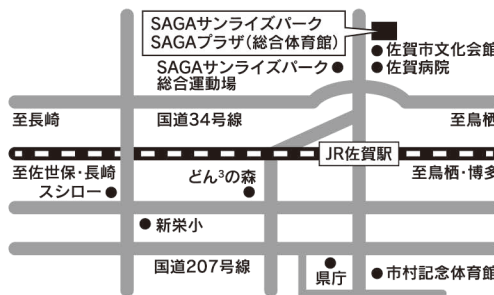 SAGAサンライズパーク
SAGAプラザ(総合体育館)
佐賀市文化会館
SAGAサンライズパーク
総合運動場
佐賀病院
至長崎
国道34号線
至鳥栖
JR佐賀駅
至佐世保・長崎
どん³の森
至鳥栖・博多
スシロー
新栄小
国道207号線
県庁
市村記念体育館